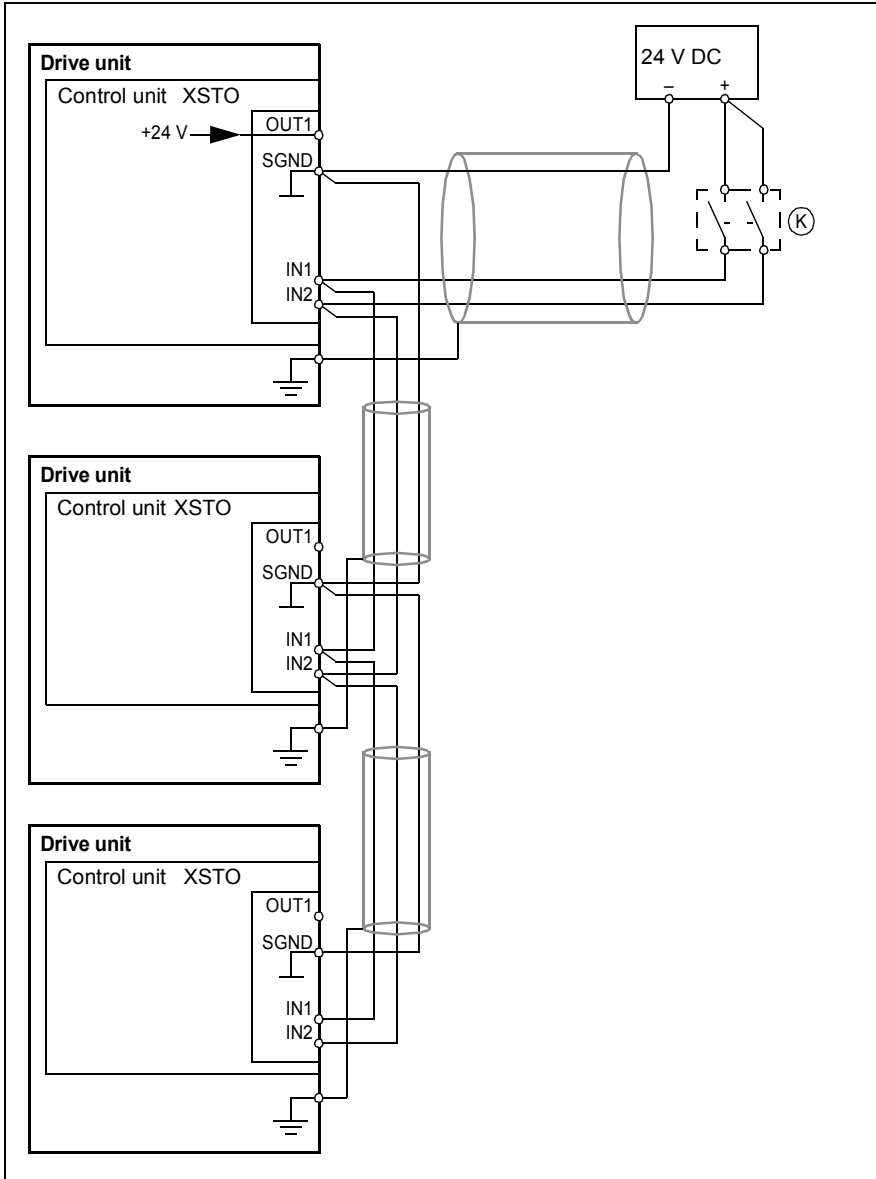 24 V DC
– +
K
Drive unit
Control unit XSTO
+24 V
OUT1
SGND
IN1
IN2
Drive unit
Control unit XSTO
OUT1
SGND
IN1
IN2
Drive unit
Control unit XSTO
OUT1
SGND
IN1
IN2